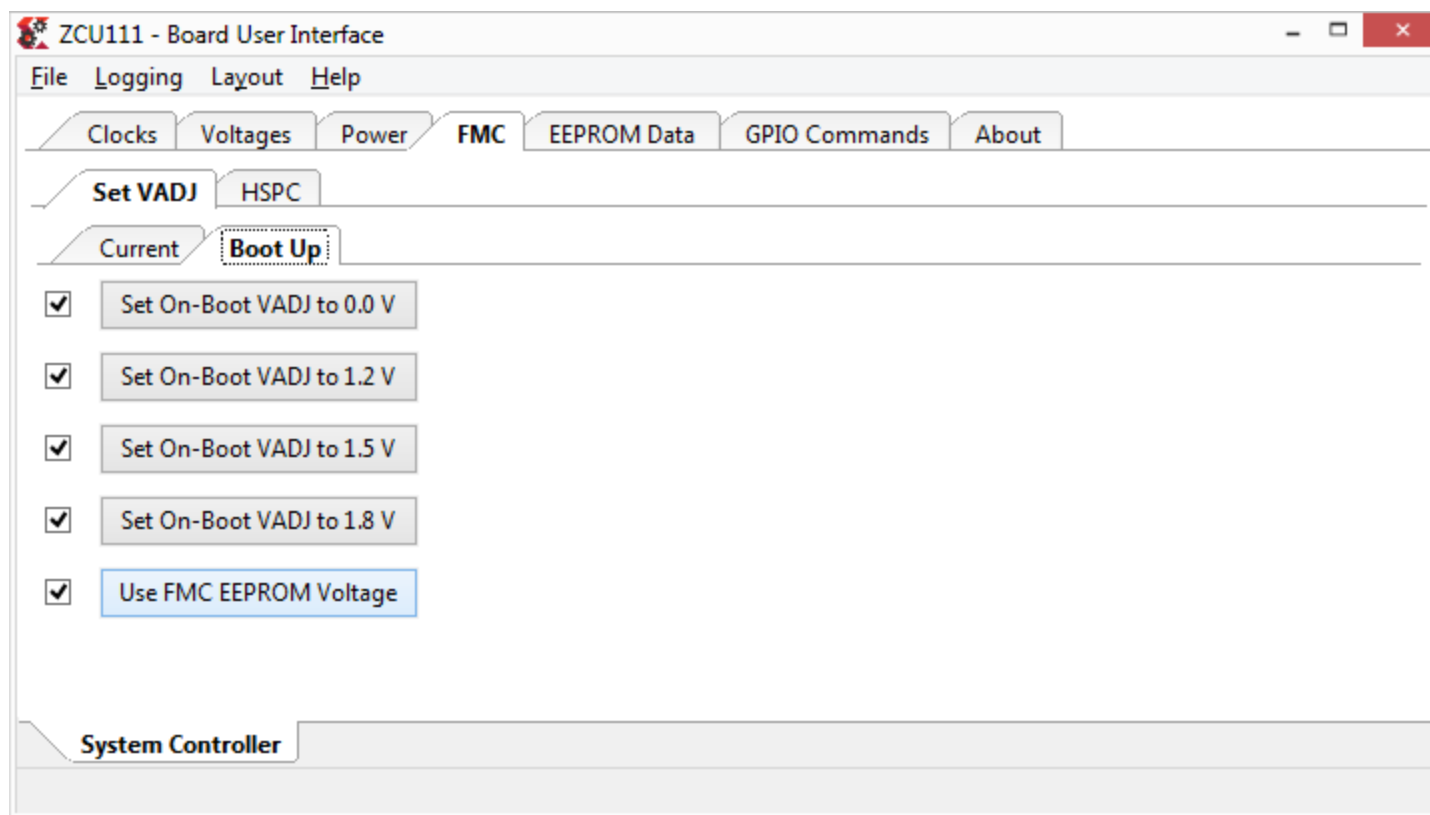 ZCU111 - Board User Interface
File Logging Layout Help
Clocks Voltages Power FMC EEPROM Data GPIO Commands About
Set VADJ HSPC
Current Boot Up
Set On-Boot VADJ to 0.0 V
Set On-Boot VADJ to 1.2 V
Set On-Boot VADJ to 1.5 V
Set On-Boot VADJ to 1.8 V
Use FMC EEPROM Voltage
System Controller